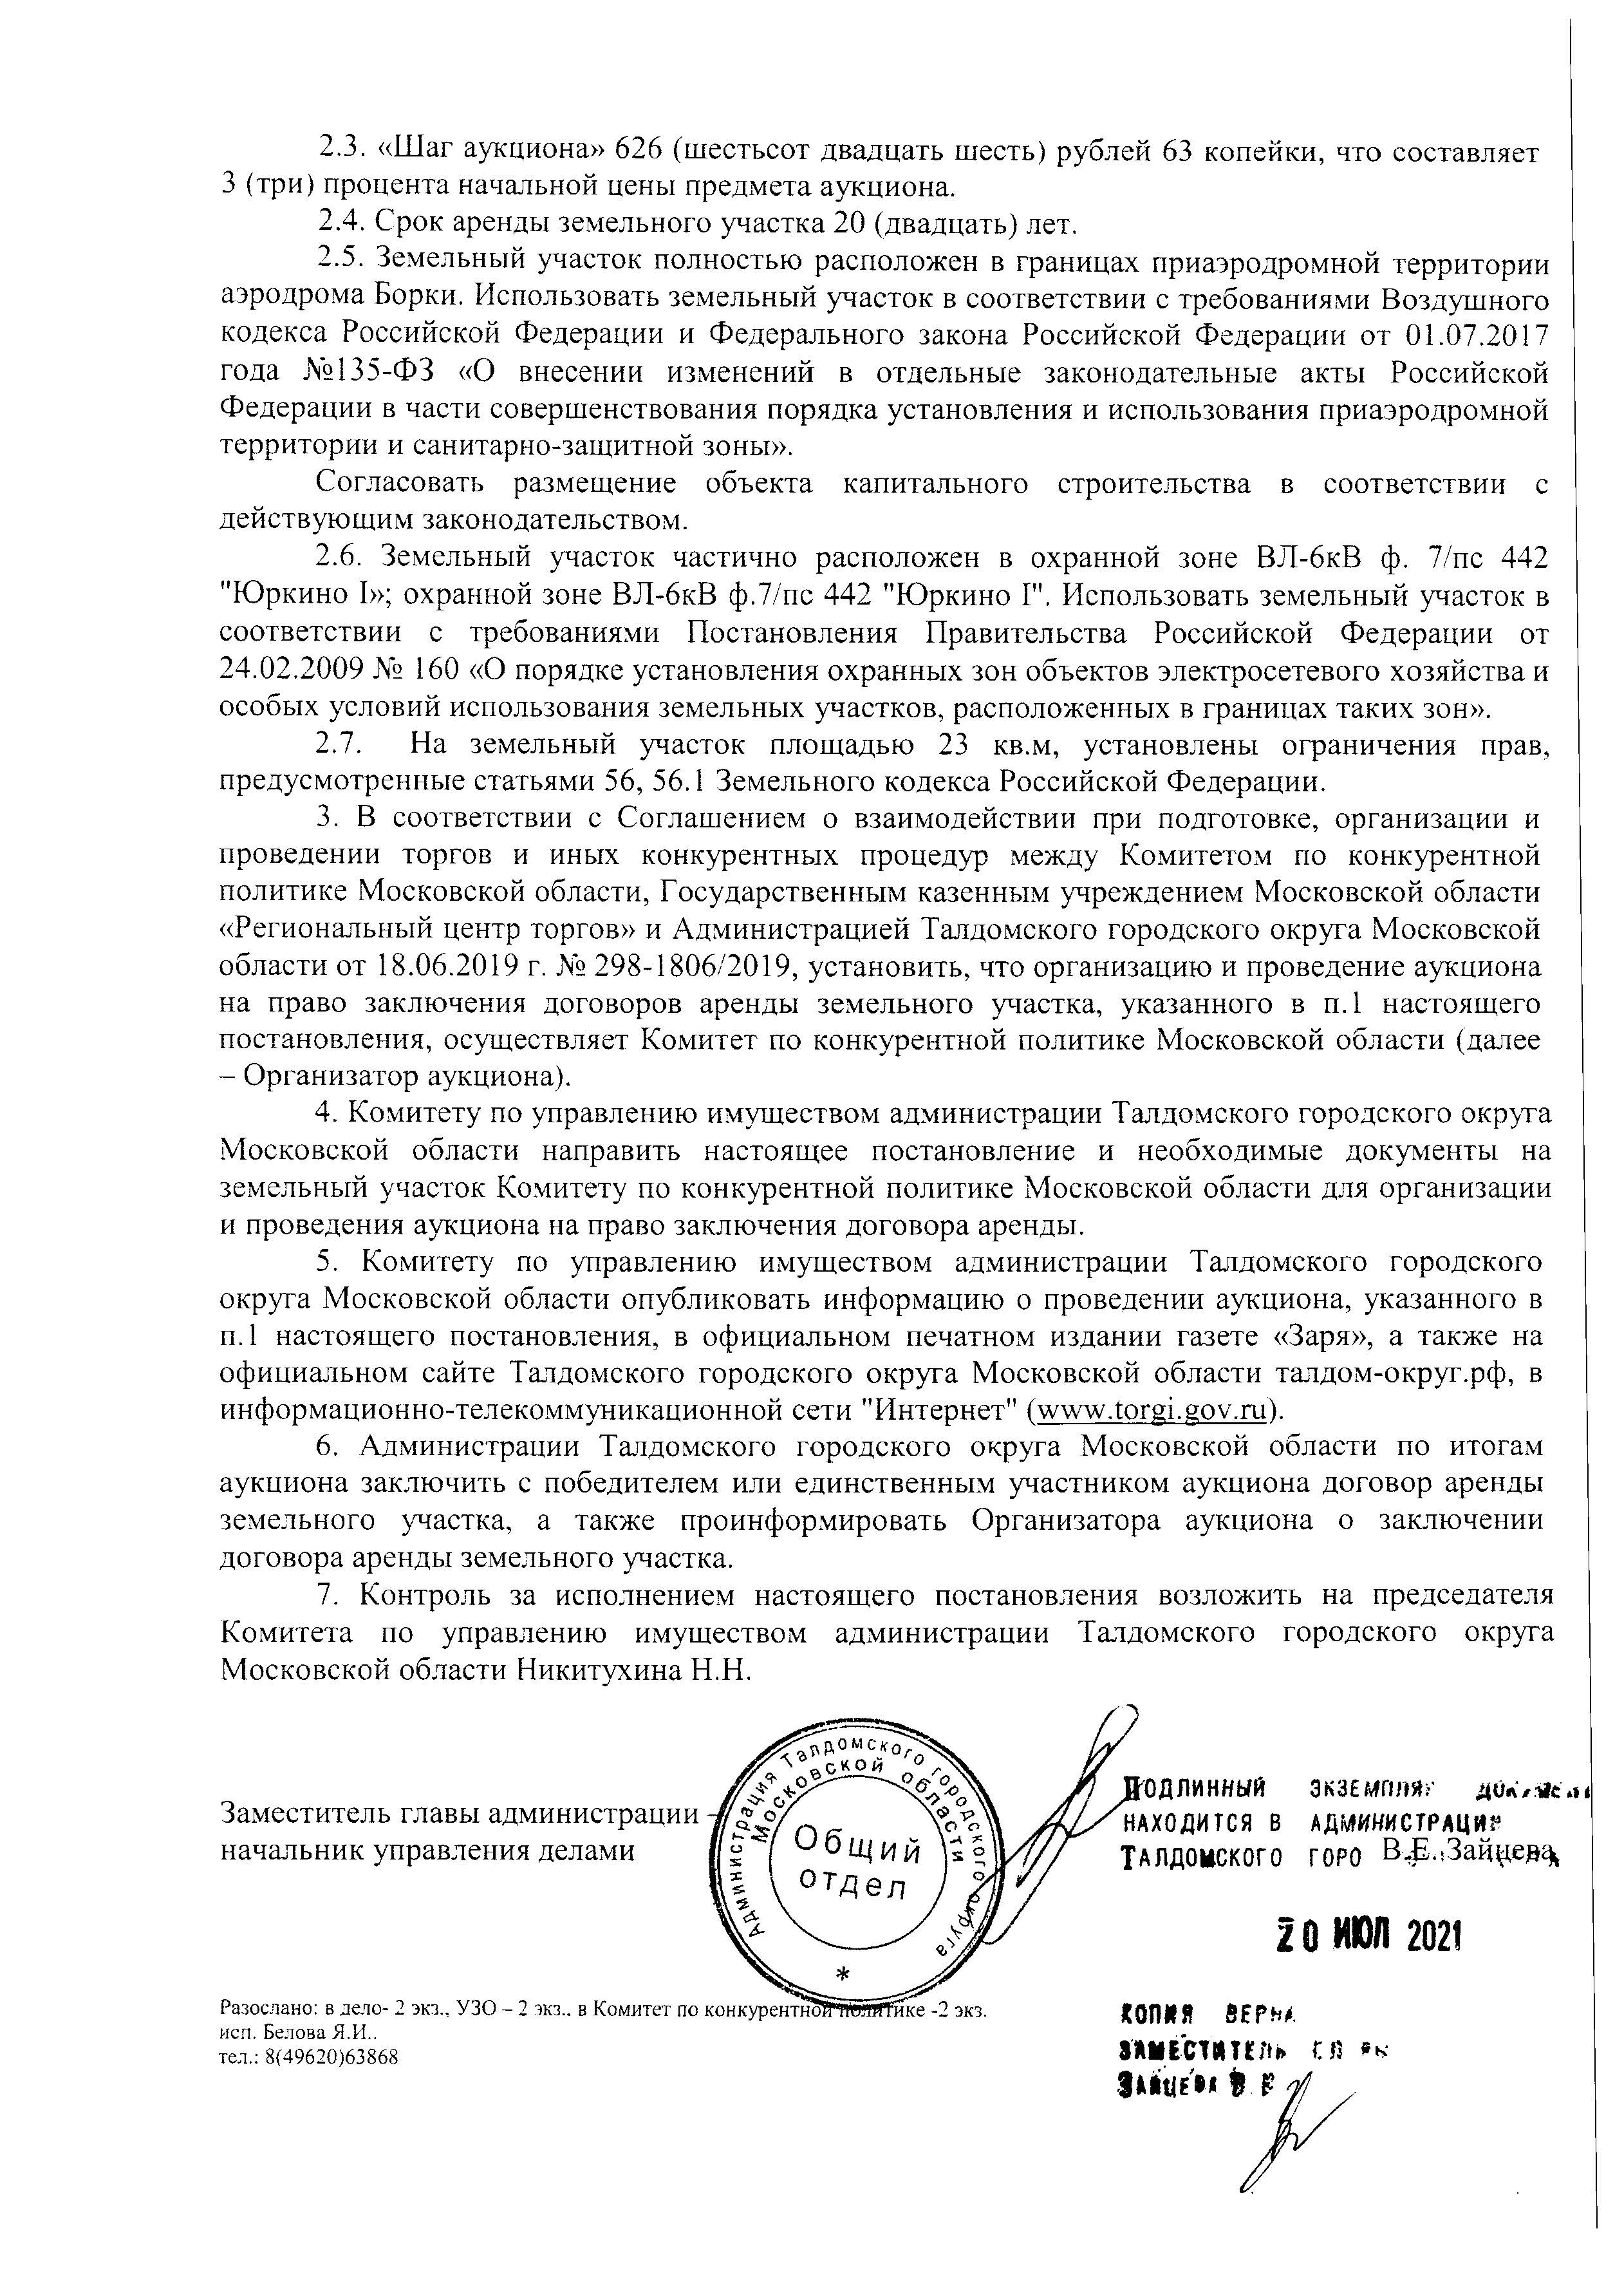 2.3. «Шаг аукциона» 626 (шестьсот двадцать шесть) рублей 63 копейки, что составляет
3 (три) процента начальной цены предмета аукциона.
2.4. Срок аренды земельного участка 20 (двадцать) лет.
2.5. Земельный участок полностью расположен в границах приаэродромной территории
аэродрома Борки. Использовать земельный участок в соответствии с требованиями Воздушного
кодекса Российской Федерации и Федерального закона Российской Федерации от 01.07.2017
года №135-ФЗ «О внесении изменений в отдельные законодательные акты Российской
Федерации в части совершенствования порядка установления и использования приаэродромной
территории и санитарно-защитной зоны».
Согласовать размещение объекта капитального строительства в соответствии с
действующим законодательством.
2.6. Земельный участок частично расположен в охранной зоне ВЛ-6кВ ф. 7/пс 442
"Юркино I»; охранной зоне ВЛ-6кВ ф.7/пс 442 "Юркино I". Использовать земельный участок в
соответствии с требованиями Постановления Правительства Российской Федерации от
24.02.2009 № 160 «О порядке установления охранных зон объектов электросетевого хозяйства и
особых условий использования земельных участков, расположенных в границах таких зон».
2.7. На земельный участок площадью 23 кв.м, установлены ограничения прав,
предусмотренные статьями 56, 56.1 Земельного кодекса Российской Федерации.
3. В соответствии с Соглашением о взаимодействии при подготовке, организации и
проведении торгов и иных конкурентных процедур между Комитетом по конкурентной
политике Московской области, Государственным казенным учреждением Московской области
«Региональный центр торгов» и Администрацией Талдомского городского округа Московской
области от 18.06.2019 г. № 298-1806/2019, установить, что организацию и проведение аукциона
на право заключения договоров аренды земельного участка, указанного в п.1 настоящего
постановления, осуществляет Комитет по конкурентной политике Московской области (далее
– Организатор аукциона).
4. Комитету по управлению имуществом администрации Талдомского городского округа
Московской области направить настоящее постановление и необходимые документы на
земельный участок Комитету по конкурентной политике Московской области для организации
и проведения аукциона на право заключения договора аренды.
5. Комитету по управлению имуществом администрации Талдомского городского
округа Московской области опубликовать информацию о проведении аукциона, указанного в
п.1 настоящего постановления, в официальном печатном издании газете «Заря», а также на
официальном сайте Талдомского городского округа Московской области талдом-округ.рф, в
информационно-телекоммуникационной сети "Интернет" (www.torgi.gov.ru).
6. Администрации Талдомского городского округа Московской области по итогам
аукциона заключить с победителем или единственным участником аукциона договор аренды
земельного участка, а также проинформировать Организатора аукциона о заключении
договора аренды земельного участка.
7. Контроль за исполнением настоящего постановления возложить на председателя
Комитета по управлению имуществом администрации Талдомского городского округа
Московской области Никитухина Н.Н.
Заместитель главы администрации -
начальник управления делами
Администрация Талдомского городского округа
Московской области
Общий
отдел
*
ПОДЛИННЫЙ ЭКЗЕМПЛЯР
НАХОДИТСЯ В АДМИНИСТРАЦИИ
ТАЛДОМСКОГО ГОРО В.Е. Зайцева
20 ИЮЛ 2021
Разослано: в дело- 2 экз., УЗО – 2 экз.. в Комитет по конкурентной политике -2 экз.
исп. Белова Я.И..
тел.: 8(49620)63868
КОПИЯ ВЕРНА
ЗАМЕСТИТЕЛЬ
ЗАЙЦЕВА В Е